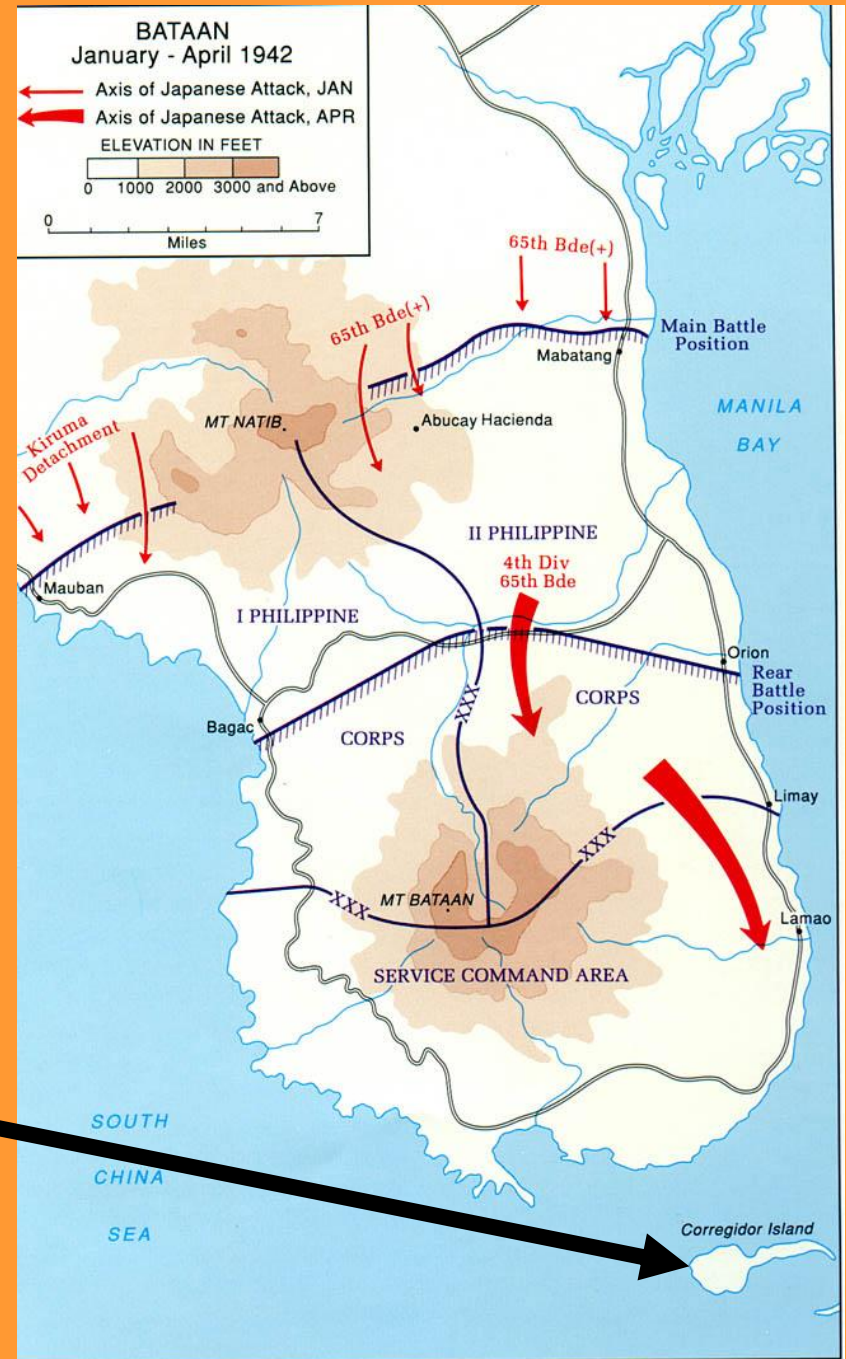 BATAAN
January - April 1942
Axis of Japanese Attack, JAN
Axis of Japanese Attack, APR
ELEVATION IN FEET
0 1000 2000 3000 and Above
0 7
Miles
65th Bde(+)
65th Bde(+)
Main Battle
Position
Mabatang
MT NATIB
Abucay Hacienda
MANILA
BAY
Kiruma
Detachment
II PHILIPPINE
4th Div
65th Bde
Mauban
I PHILIPPINE
Orion
Rear
Battle
Position
Bagac
XXX
CORPS
CORPS
Limay
XXX
XXX
MT BATAAN
Lamao
SERVICE COMMAND AREA
SOUTH
CHINA
SEA
Corregidor Island